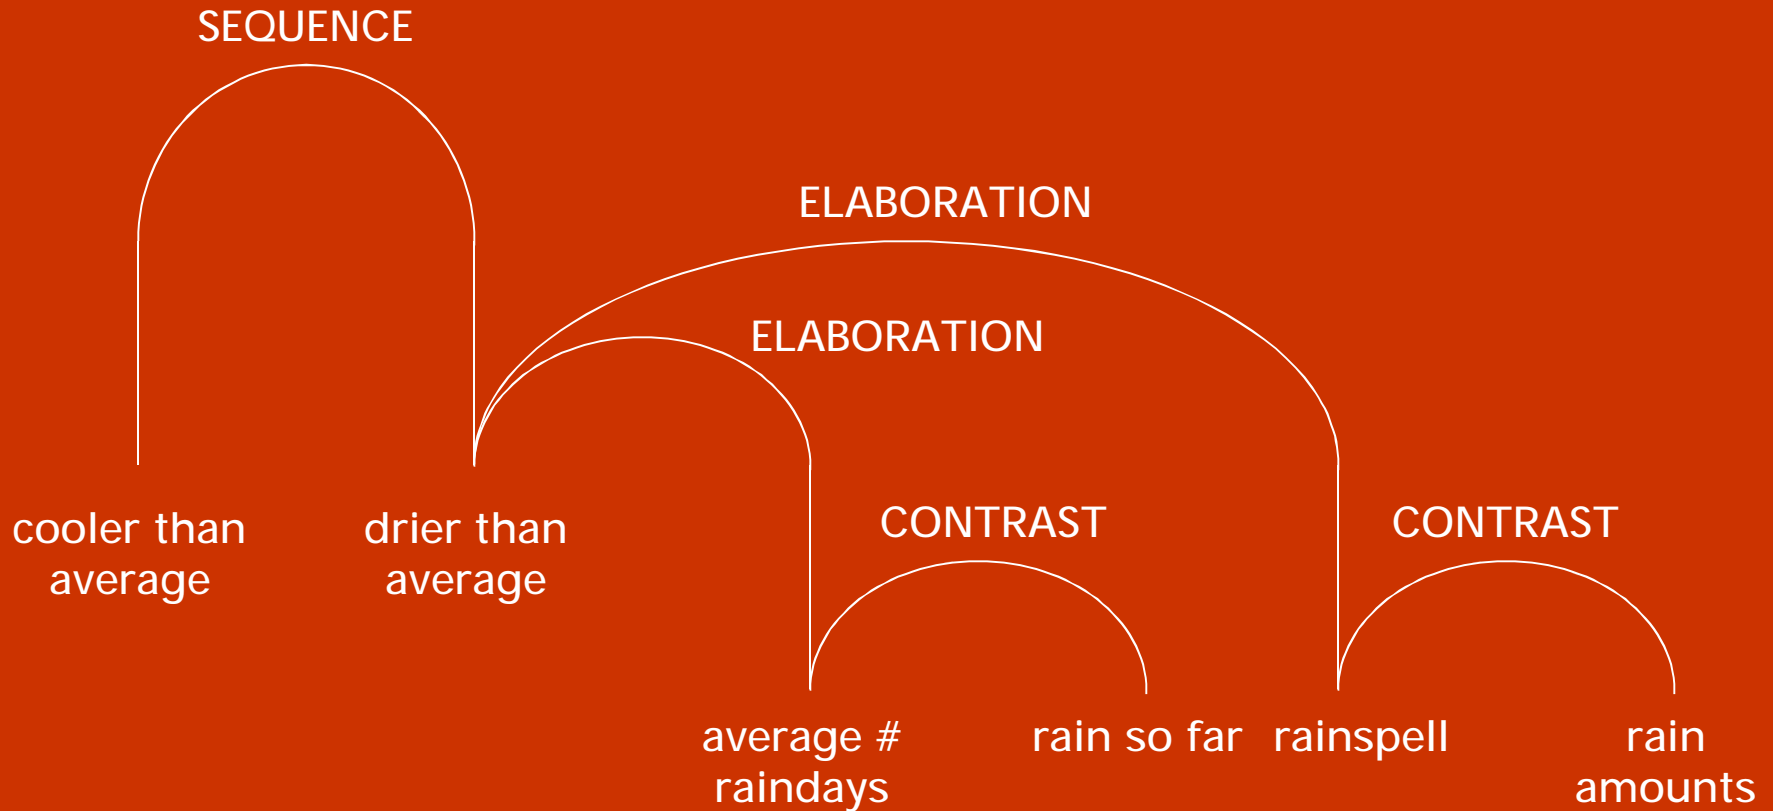 SEQUENCE
ELABORATION
ELABORATION
cooler than
average
drier than
average
CONTRAST
CONTRAST
average #
raindays
rain so far
rainspell
rain
amounts